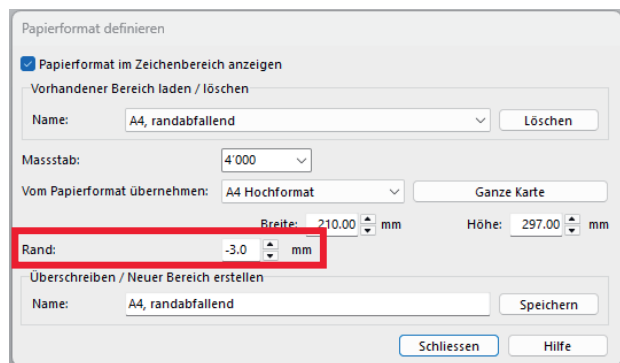 Papierformat definieren
Papierformat im Zeichenbereich anzeigen
Vorhandener Bereich laden / löschen
Name: A4, randabfallend Löschen
Massstab: 4'000
Vom Papierformat übernehmen: A4 Hochformat Ganze Karte
Breite: 210.00 mm Höhe: 297.00 mm
Rand: -3.0 mm
Überschreiben / Neuer Bereich erstellen
Name: A4, randabfallend Speichern
Schliessen Hilfe